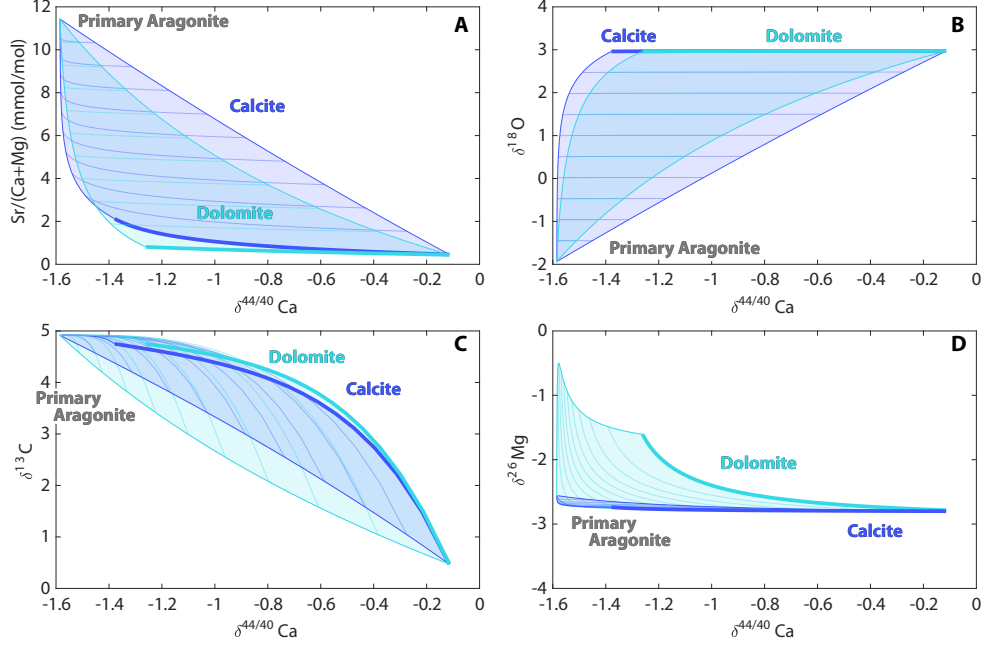 A
Primary Aragonite
Calcite
Dolomite
Sr/(Ca+Mg) (mmol/mol)
12
10
8
6
4
2
0
-1.6 -1.4 -1.2 -1 -0.8 -0.6 -0.4 -0.2 0
δ44/40 Ca
B
Calcite
Dolomite
Primary Aragonite
δ18O
4
3
2
1
0
-1
-2
-1.6 -1.4 -1.2 -1 -0.8 -0.6 -0.4 -0.2 0
δ44/40 Ca
C
Dolomite
Calcite
Primary
Aragonite
δ13C
5
4
3
2
1
0
-1.6 -1.4 -1.2 -1 -0.8 -0.6 -0.4 -0.2 0
δ44/40 Ca
D
Dolomite
Primary
Aragonite
Calcite
δ26Mg
0
-1
-2
-3
-4
-1.6 -1.4 -1.2 -1 -0.8 -0.6 -0.4 -0.2 0
δ44/40 Ca